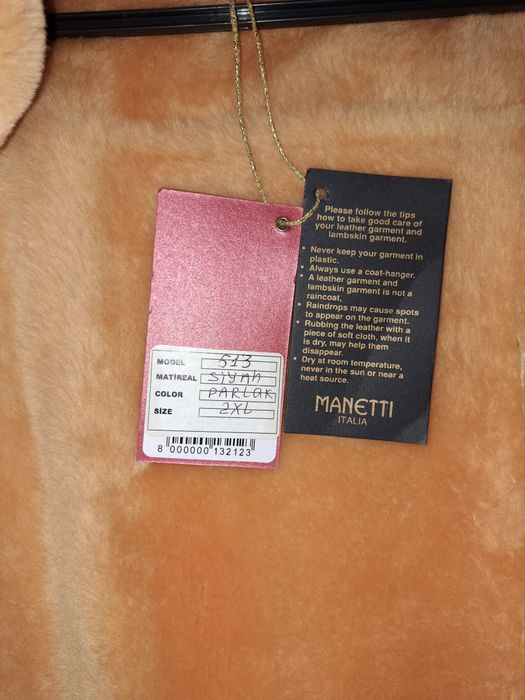 MODEL 513
MATİREAL SIYAH
COLOR PARLAK
SİZE 2XL
8 000000 132123
Please follow the tips
how to take good care of
your leather garment and
lambskin garment.
• Never keep your garment in
plastic.
• Always use a coat-hanger.
• A leather garment and
lambskin garment is not a
raincoat,
• Raindrops may cause spots
to appear on the garment.
• Rubbing the leather with a
piece of soft cloth, when it
is dry, may help them
disappear.
• Dry at room temperature,
never in the sun or near a
heat source.
MANETTI
ITALIA